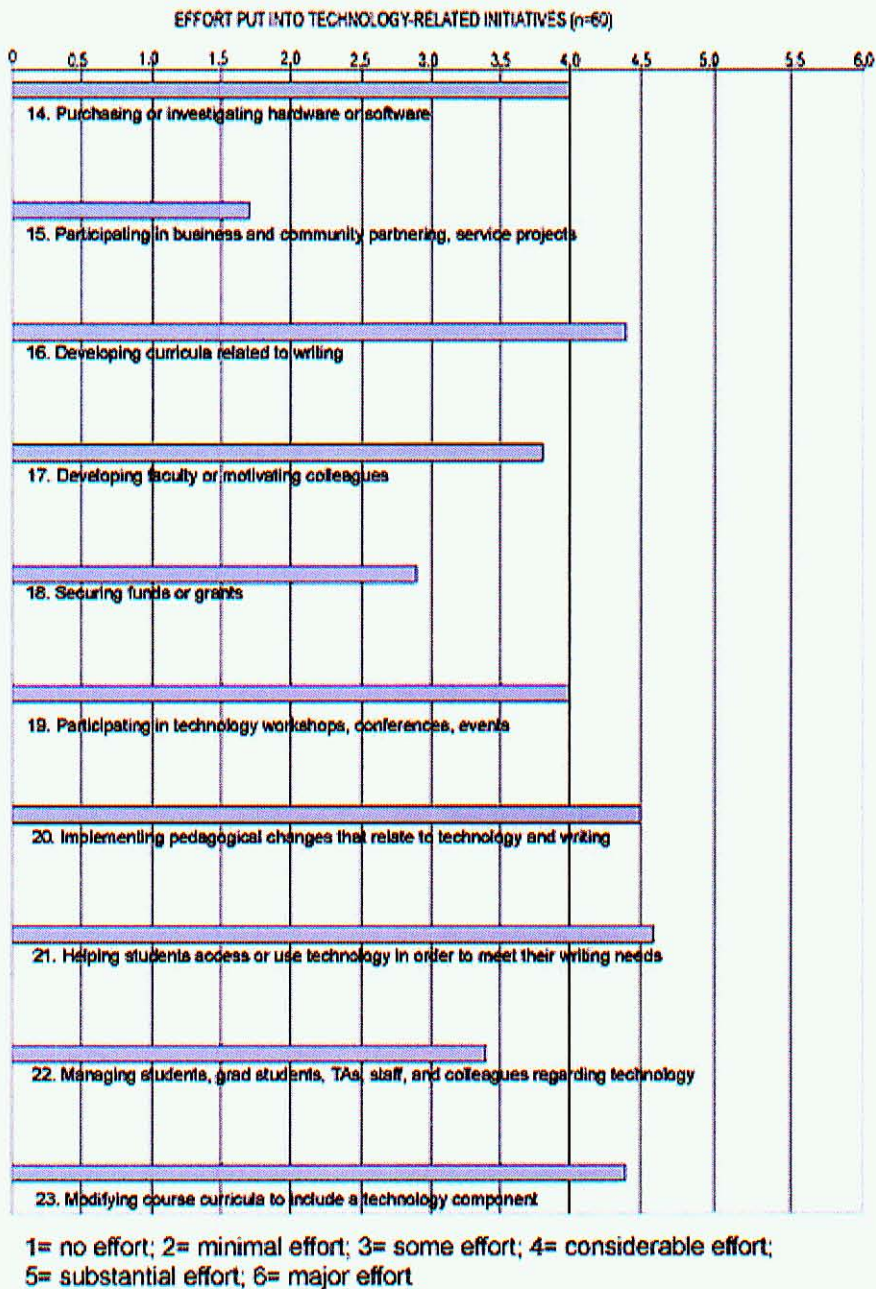 EFFORT PUT INTO TECHNOLOGY-RELATED INITIATIVES (n=60)
0 0.5 1.0 1.5 2.0 2.5 3.0 3.5 4.0 4.5 5.0 5.5 6.0
14. Purchasing or investigating hardware or software
15. Participating in business and community partnering, service projects
16. Developing curricula related to writing
17. Developing faculty or motivating colleagues
18. Securing funds or grants
19. Participating in technology workshops, conferences, events
20. Implementing pedagogical changes that relate to technology and writing
21. Helping students access or use technology in order to meet their writing needs
22. Managing students, grad students, TAs, staff, and colleagues regarding technology
23. Modifying course curricula to include a technology component
1= no effort; 2= minimal effort; 3= some effort; 4= considerable effort;
5= substantial effort; 6= major effort